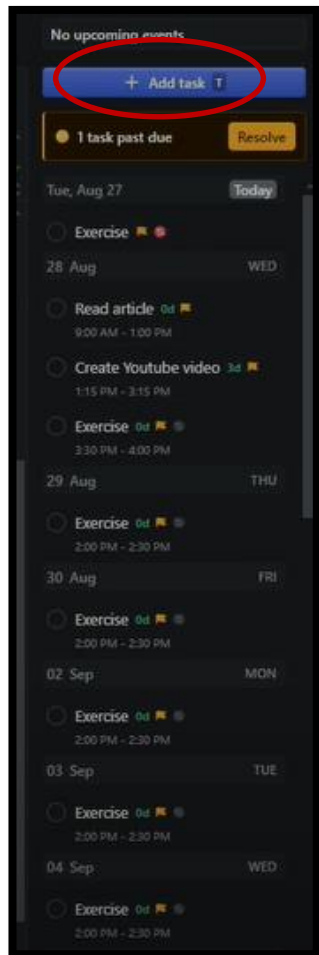 No upcoming events
+ Add task T
1 task past due Resolve
Tue, Aug 27 Today
Exercise
28 Aug WED
Read article 0d
9:00 AM - 1:00 PM
Create Youtube video 3d
1:15 PM - 3:15 PM
Exercise 0d
3:30 PM - 4:00 PM
29 Aug THU
Exercise 0d
2:00 PM - 2:30 PM
30 Aug FRI
Exercise 0d
2:00 PM - 2:30 PM
02 Sep MON
Exercise 0d
2:00 PM - 2:30 PM
03 Sep TUE
Exercise 0d
2:00 PM - 2:30 PM
04 Sep WED
Exercise 0d
2:00 PM - 2:30 PM